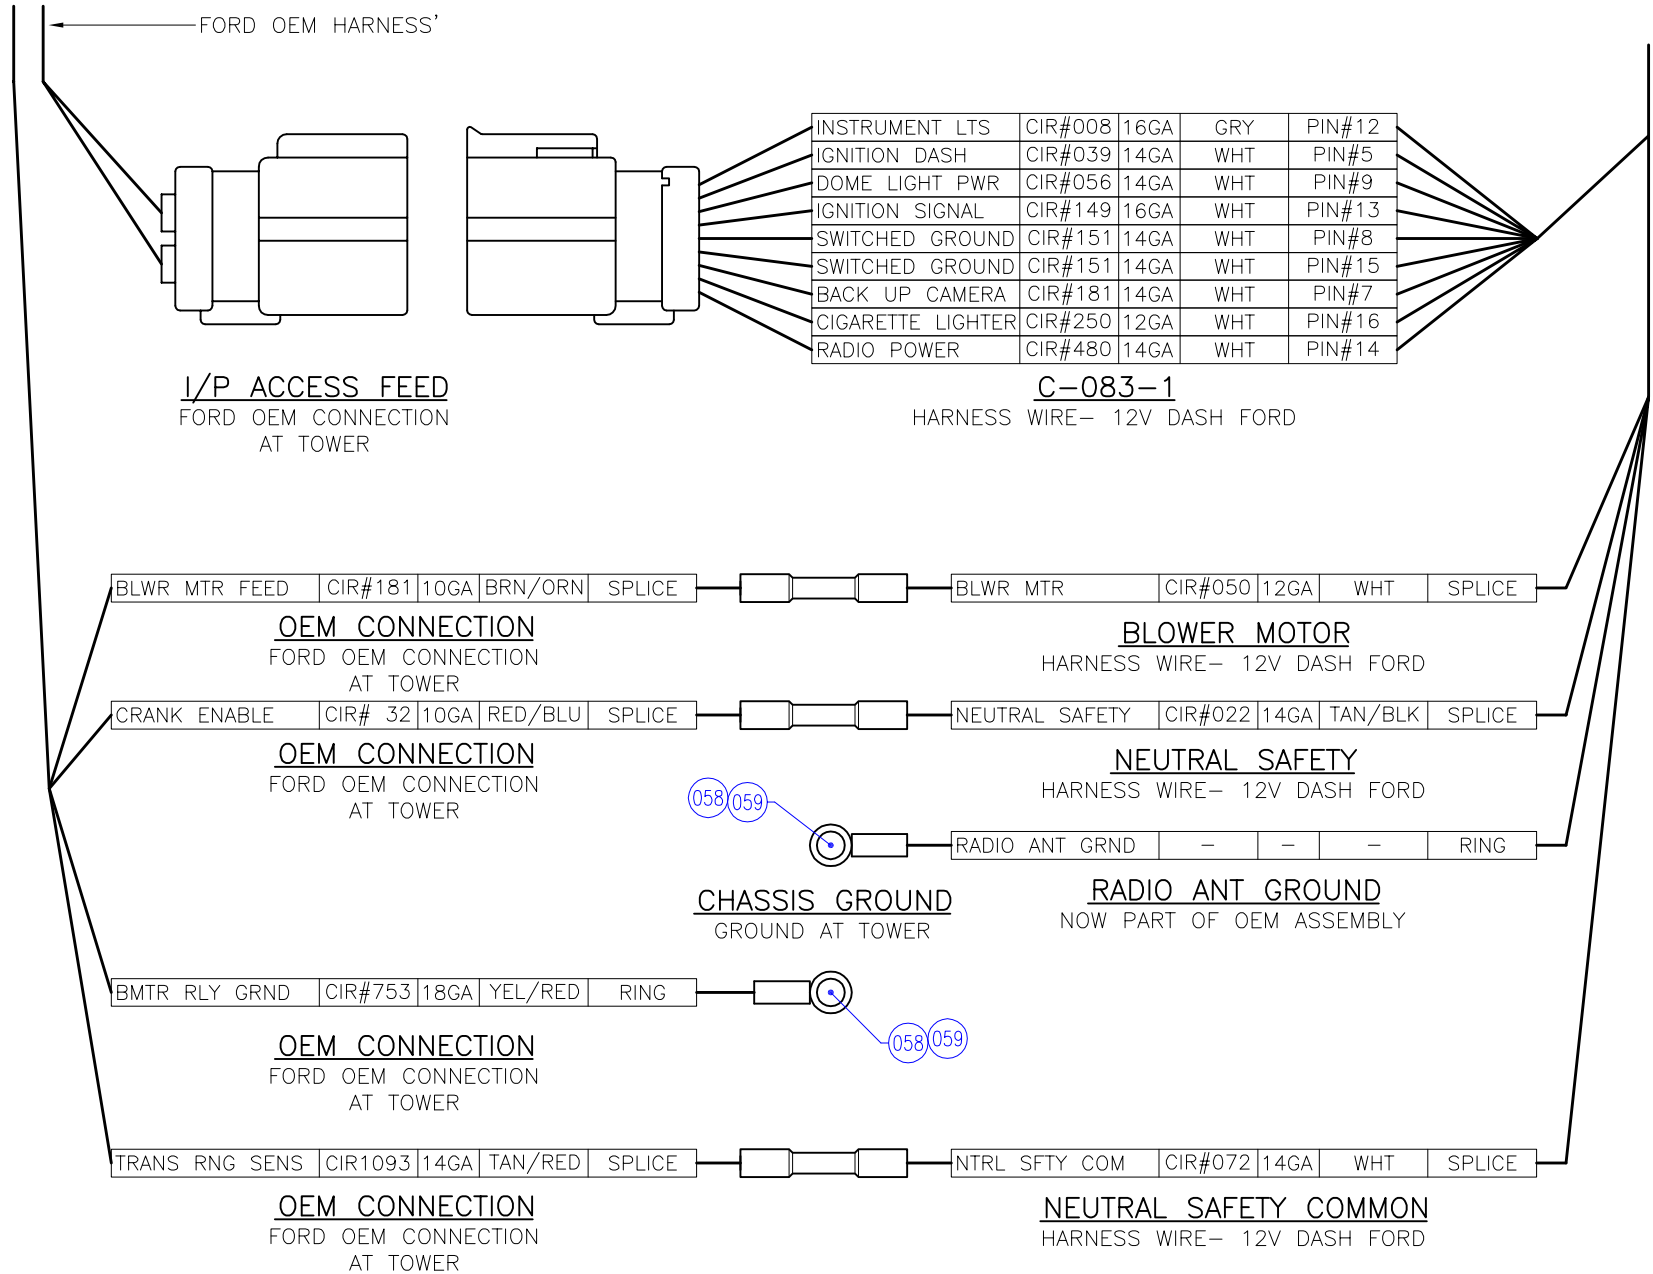 FORD OEM HARNESS'
INSTRUMENT LTS CIR#008 16GA GRY PIN#12
IGNITION DASH CIR#039 14GA WHT PIN#5
DOME LIGHT PWR CIR#056 14GA WHT PIN#9
IGNITION SIGNAL CIR#149 16GA WHT PIN#13
SWITCHED GROUND CIR#151 14GA WHT PIN#8
SWITCHED GROUND CIR#151 14GA WHT PIN#15
BACK UP CAMERA CIR#181 14GA WHT PIN#7
CIGARETTE LIGHTER CIR#250 12GA WHT PIN#16
RADIO POWER CIR#480 14GA WHT PIN#14
I/P ACCESS FEED
FORD OEM CONNECTION
AT TOWER
C-083-1
HARNESS WIRE- 12V DASH FORD
BLWR MTR FEED CIR#181 10GA BRN/ORN SPLICE
OEM CONNECTION
FORD OEM CONNECTION
AT TOWER
BLWR MTR CIR#050 12GA WHT SPLICE
BLOWER MOTOR
HARNESS WIRE- 12V DASH FORD
CRANK ENABLE CIR# 32 10GA RED/BLU SPLICE
OEM CONNECTION
FORD OEM CONNECTION
AT TOWER
NEUTRAL SAFETY CIR#022 14GA TAN/BLK SPLICE
NEUTRAL SAFETY
HARNESS WIRE- 12V DASH FORD
058 059
RADIO ANT GRND - - - RING
CHASSIS GROUND
GROUND AT TOWER
RADIO ANT GROUND
NOW PART OF OEM ASSEMBLY
BMTR RLY GRND CIR#753 18GA YEL/RED RING
058 059
OEM CONNECTION
FORD OEM CONNECTION
AT TOWER
TRANS RNG SENS CIR1093 14GA TAN/RED SPLICE
OEM CONNECTION
FORD OEM CONNECTION
AT TOWER
NTRL SFTY COM CIR#072 14GA WHT SPLICE
NEUTRAL SAFETY COMMON
HARNESS WIRE- 12V DASH FORD